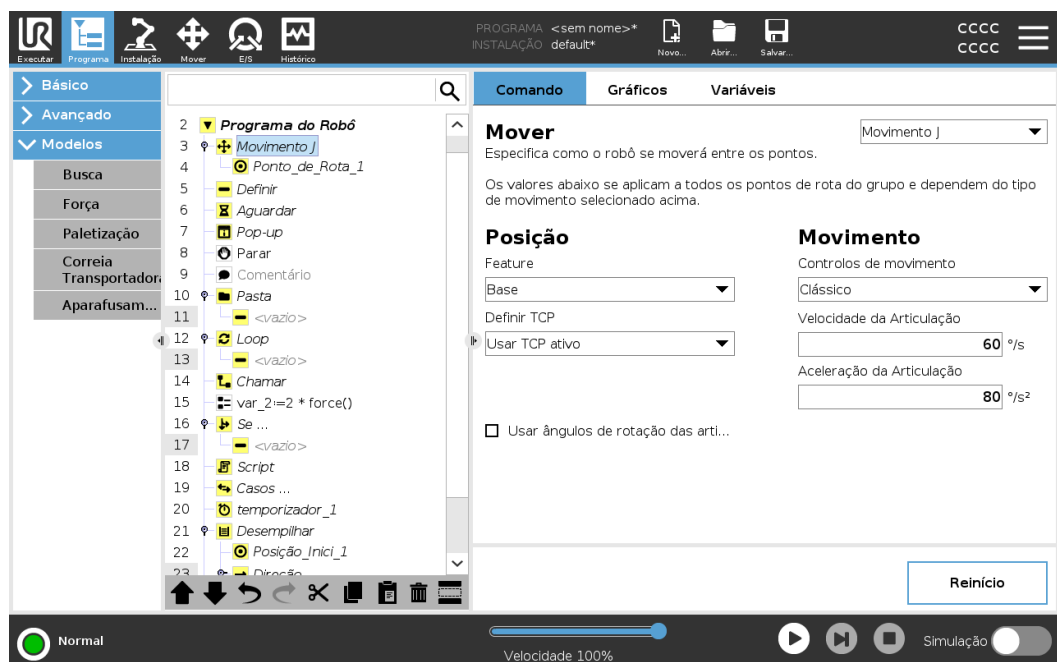 PROGRAMA <sem nome>*
INSTALAÇÃO default*
Executar Programa Instalação Mover E/S Histórico
Novo... Abrir... Salvar...
cccc
cccc
Básico
Avançado
Modelos
Busca
Força
Paletização
Correia
Transportador
Aparafusam...
2 Programa do Robô
3 Movimento J
4 Ponto_de_Rota_1
5 Definir
6 Aguardar
7 Pop-up
8 Parar
9 Comentário
10 Pasta
11 <vazio>
12 Loop
13 <vazio>
14 Chamar
15 var_2:=2 * force()
16 Se ...
17 <vazio>
18 Script
19 Casos ...
20 temporizador_1
21 Desempilhar
22 Posição_Inici_1
23 Direção
Comando Gráficos Variáveis
Mover
Movimento J
Especifica como o robô se moverá entre os pontos.
Os valores abaixo se aplicam a todos os pontos de rota do grupo e dependem do tipo
de movimento selecionado acima.
Posição
Feature
Base
Definir TCP
Usar TCP ativo
Usar ângulos de rotação das arti...
Movimento
Controlos de movimento
Clássico
Velocidade da Articulação
60 °/s
Aceleração da Articulação
80 °/s²
Reinício
Normal
Velocidade 100%
Simulação